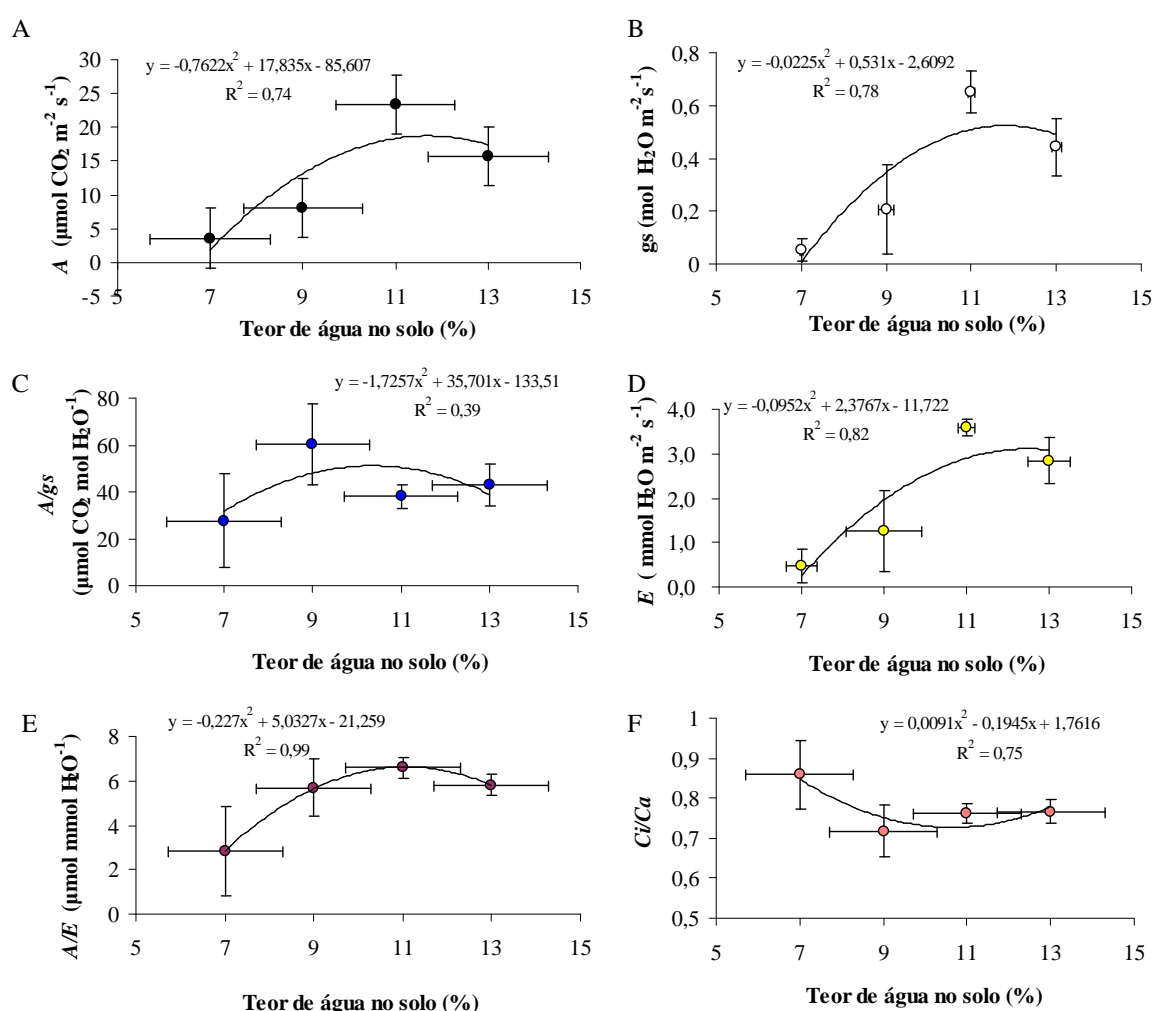 A
y = -0,7622x² + 17,835x - 85,607
R² = 0,74
A (μmol CO₂ m⁻² s⁻¹)
30
25
20
15
10
5
0
-5
5 7 9 11 13 15
Teor de água no solo (%)
B
y = -0,0225x² + 0,531x - 2,6092
R² = 0,78
gs (mol H₂O m⁻² s⁻¹)
0,8
0,6
0,4
0,2
0
5 7 9 11 13 15
Teor de água no solo (%)
C
y = -1,7257x² + 35,701x - 133,51
R² = 0,39
A/gs
(μmol CO₂ mol H₂O⁻¹)
80
60
40
20
0
5 7 9 11 13 15
Teor de água no solo (%)
D
y = -0,0952x² + 2,3767x - 11,722
R² = 0,82
E ( mmol H₂O m⁻² s⁻¹)
4,0
3,0
2,0
1,0
0,0
5 7 9 11 13 15
Teor de água no solo (%)
E
y = -0,227x² + 5,0327x - 21,259
R² = 0,99
A/E (μmol mmol H₂O⁻¹)
8
6
4
2
0
5 7 9 11 13 15
Teor de água no solo (%)
F
y = 0,0091x² - 0,1945x + 1,7616
R² = 0,75
Ci/Ca
1
0,9
0,8
0,7
0,6
0,5
5 7 9 11 13 15
Teor de água no solo (%)